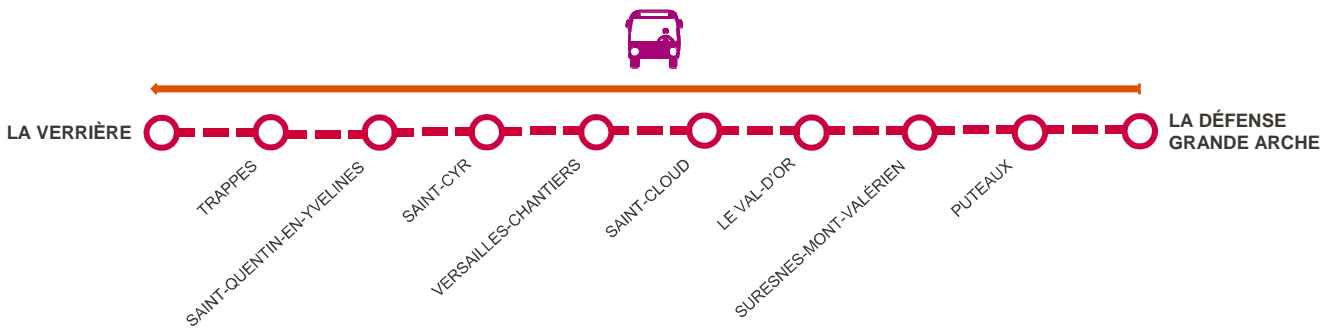 LA VERRIÈRE
TRAPPES
SAINT-QUENTIN-EN-YVELINES
SAINT-CYR
VERSAILLES-CHANTIERS
SAINT-CLOUD
LE VAL-D'OR
SURESNES-MONT-VALÉRIEN
PUTEAUX
LA DÉFENSE
GRANDE ARCHE